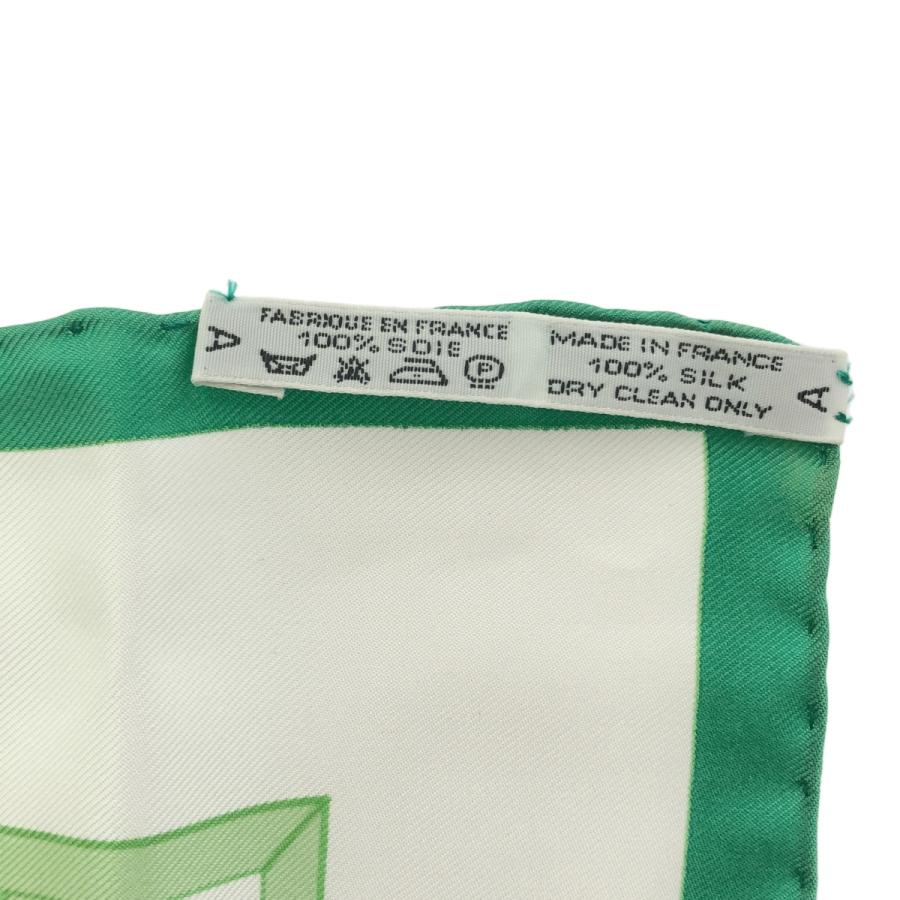 A
FABRIQUE EN FRANCE
100% SOIE
P
MADE IN FRANCE
100% SILK
DRY CLEAN ONLY
A